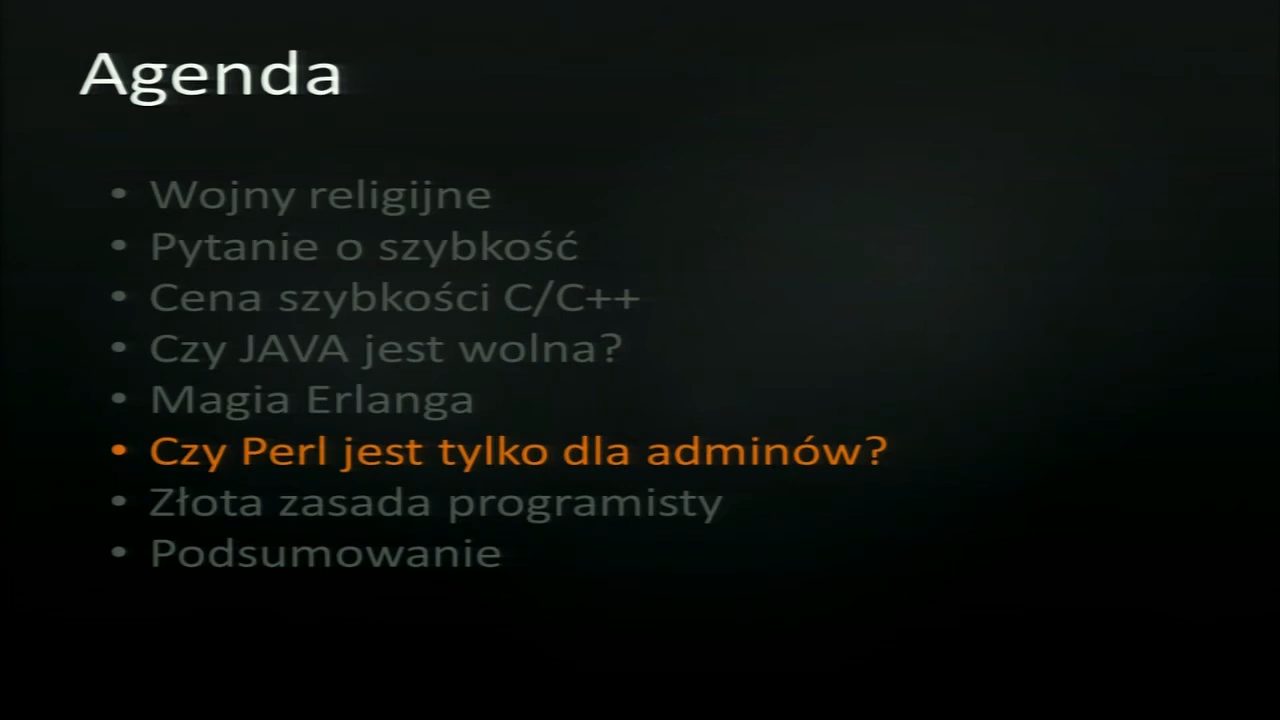 Agenda
• Wojny religijne
• Pytanie o szybkość
• Cena szybkości C/C++
• Czy JAVA jest wolna?
• Magia Erlanga
• Czy Perl jest tylko dla adminów?
• Złota zasada programisty
• Podsumowanie